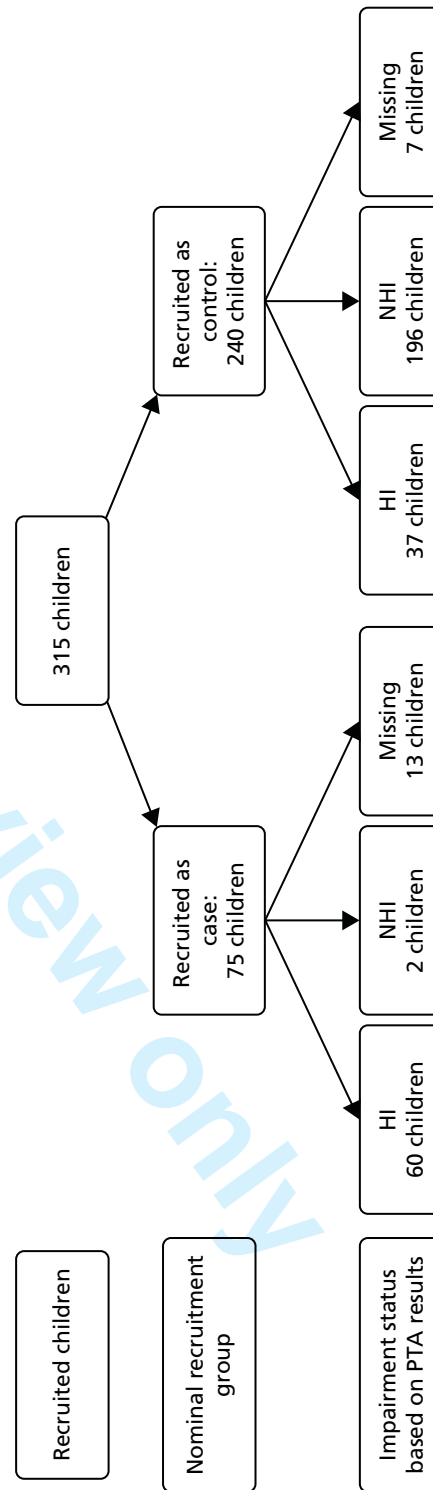 Recruited children
315 children
Nominal recruitment
group
Recruited as
case:
75 children
Recruited as
control:
240 children
Impairment status
based on PTA results
HI
60 children
NHI
2 children
Missing
13 children
HI
37 children
NHI
196 children
Missing
7 children
view only